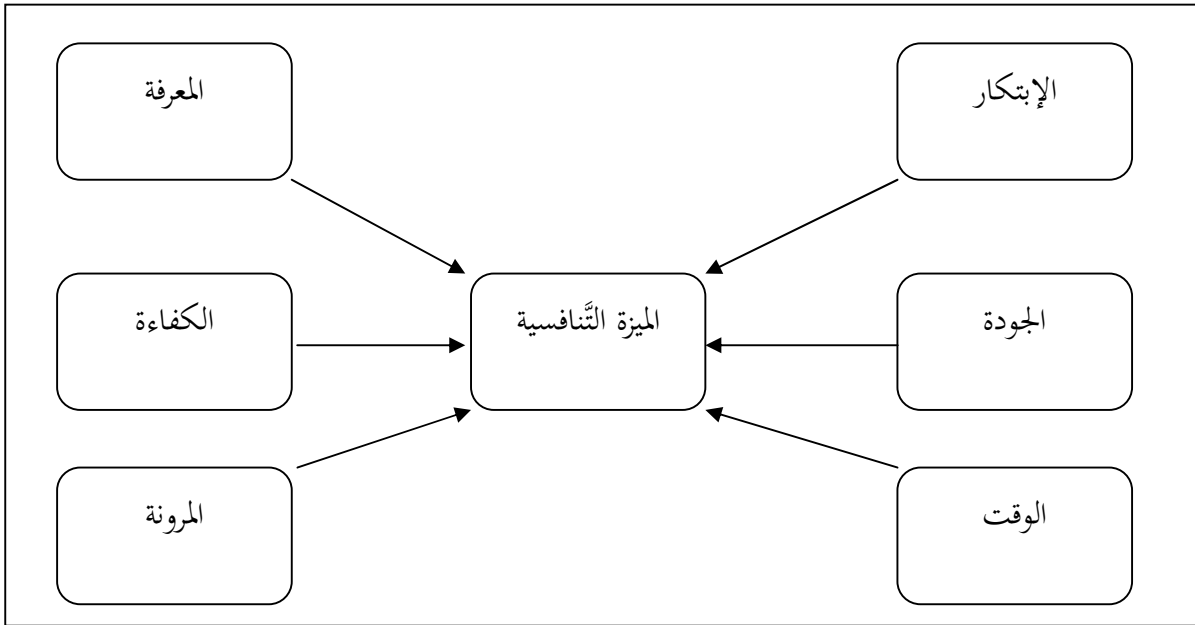 الإبتكار
المعرفة
الجودة
الميزة التَّنافسية
الكفاءة
الوقت
المرونة